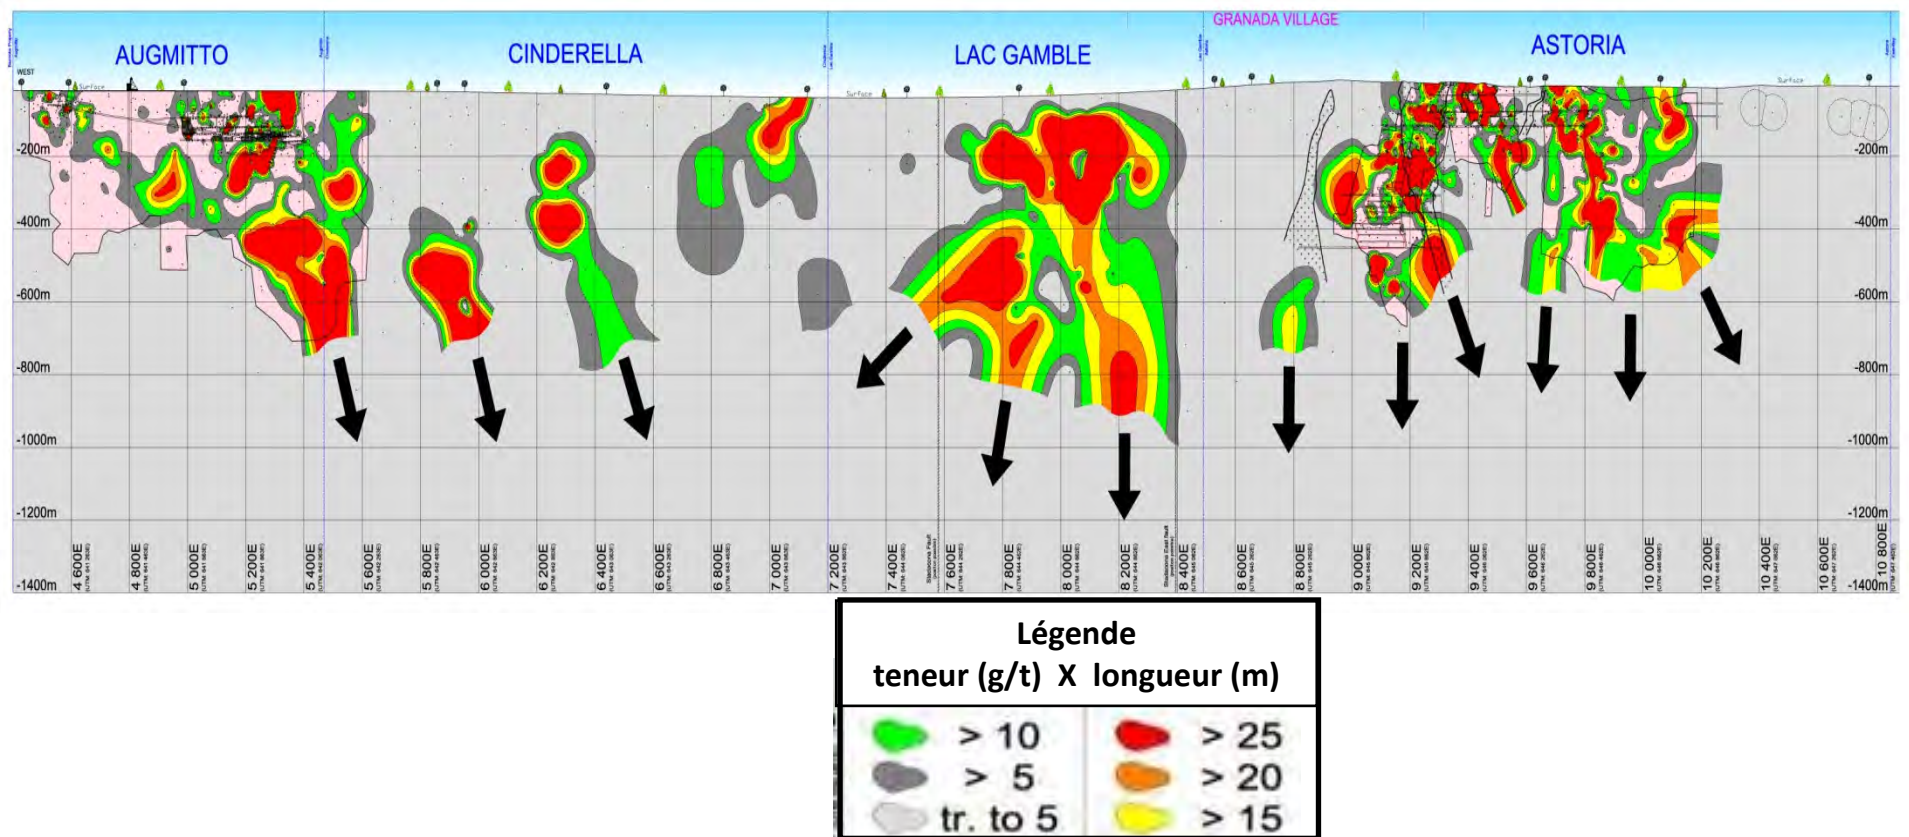 GRANADA VILLAGE
AUGMITTO
CINDERELLA
LAC GAMBLE
ASTORIA
WEST
Surface
Surface
Surface
-200m
-200m
-400m
-400m
-600m
-600m
-800m
-800m
-1000m
-1000m
-1200m
-1200m
-1400m
-1400m
4 600E
4 800E
5 000E
5 200E
5 400E
5 600E
5 800E
6 000E
6 200E
6 400E
6 600E
6 800E
7 000E
7 200E
7 400E
7 600E
7 800E
8 000E
8 200E
8 400E
8 600E
8 800E
9 000E
9 200E
9 400E
9 600E
9 800E
10 000E
10 200E
10 400E
10 600E
10 800E
Légende
teneur (g/t) X longueur (m)
> 10
> 25
> 5
> 20
tr. to 5
> 15